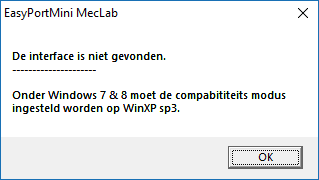 EasyPortMini MecLab
De interface is niet gevonden.
---------------------
Onder Windows 7 & 8 moet de compabititeits modus
ingesteld worden op WinXP sp3.
OK